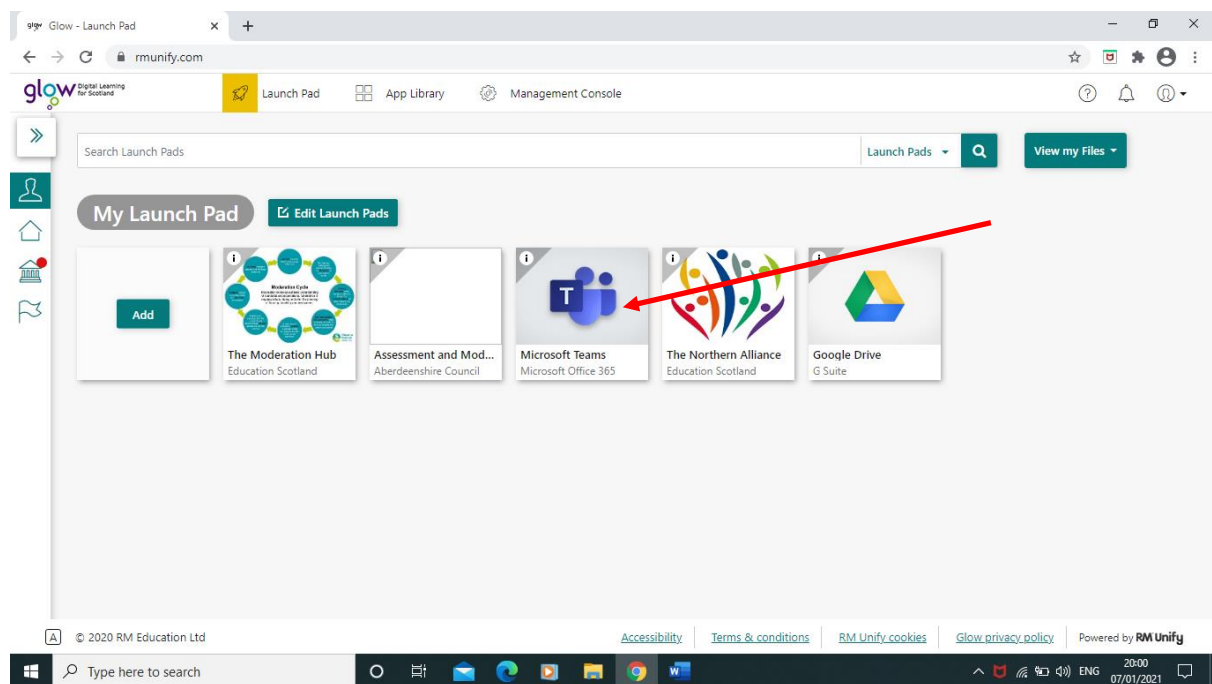 glow Glow - Launch Pad
rmunify.com
glow Digital Learning for Scotland
Launch Pad
App Library
Management Console
Search Launch Pads
Launch Pads
View my Files
My Launch Pad
Edit Launch Pads
Add
Moderation Cycle
The Moderation Hub
Education Scotland
Assessment and Mod...
Aberdeenshire Council
T
Microsoft Teams
Microsoft Office 365
The Northern Alliance
Education Scotland
Google Drive
G Suite
A © 2020 RM Education Ltd
Accessibility
Terms & conditions
RM Unify cookies
Glow privacy policy
Powered by RM Unify
Type here to search
ENG
20:00
07/01/2021